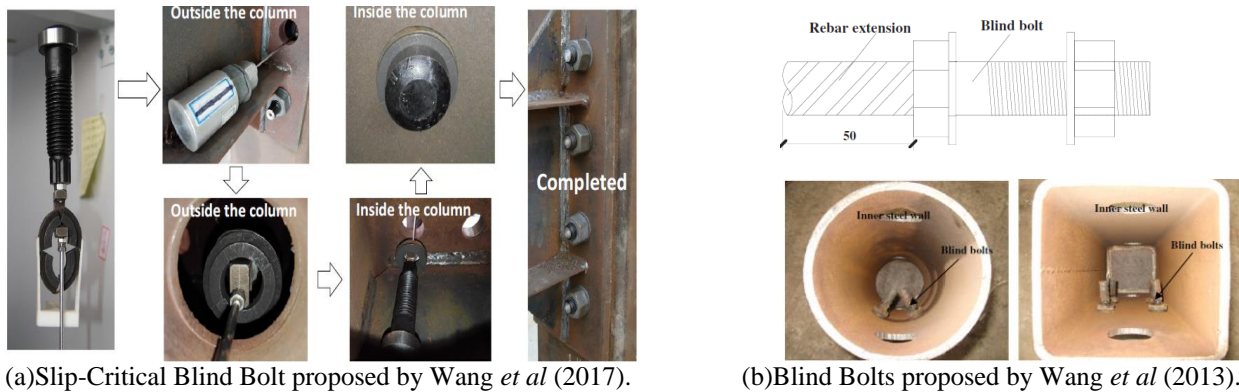 Outside the column
Inside the column
Outside the column
Inside the column
Completed
(a)Slip-Critical Blind Bolt proposed by Wang et al (2017).
Rebar extension
Blind bolt
50
Inner steel wall
Blind bolts
Inner steel wall
Blind bolts
(b)Blind Bolts proposed by Wang et al (2013).